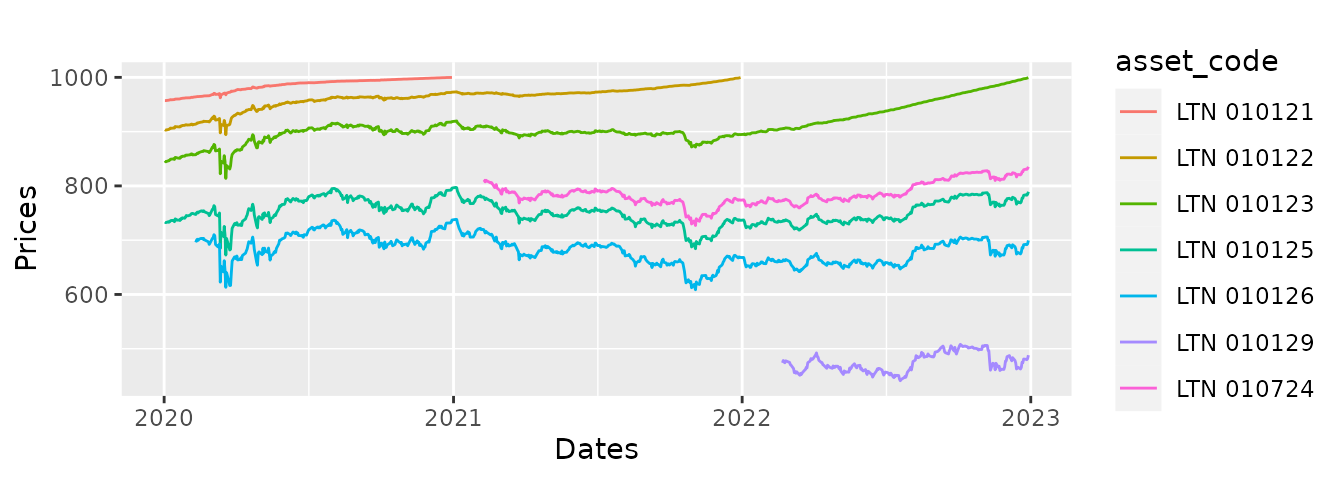 Prices
1000
800
600
2020
2021
2022
2023
Dates
asset_code
LTN 010121
LTN 010122
LTN 010123
LTN 010125
LTN 010126
LTN 010129
LTN 010724